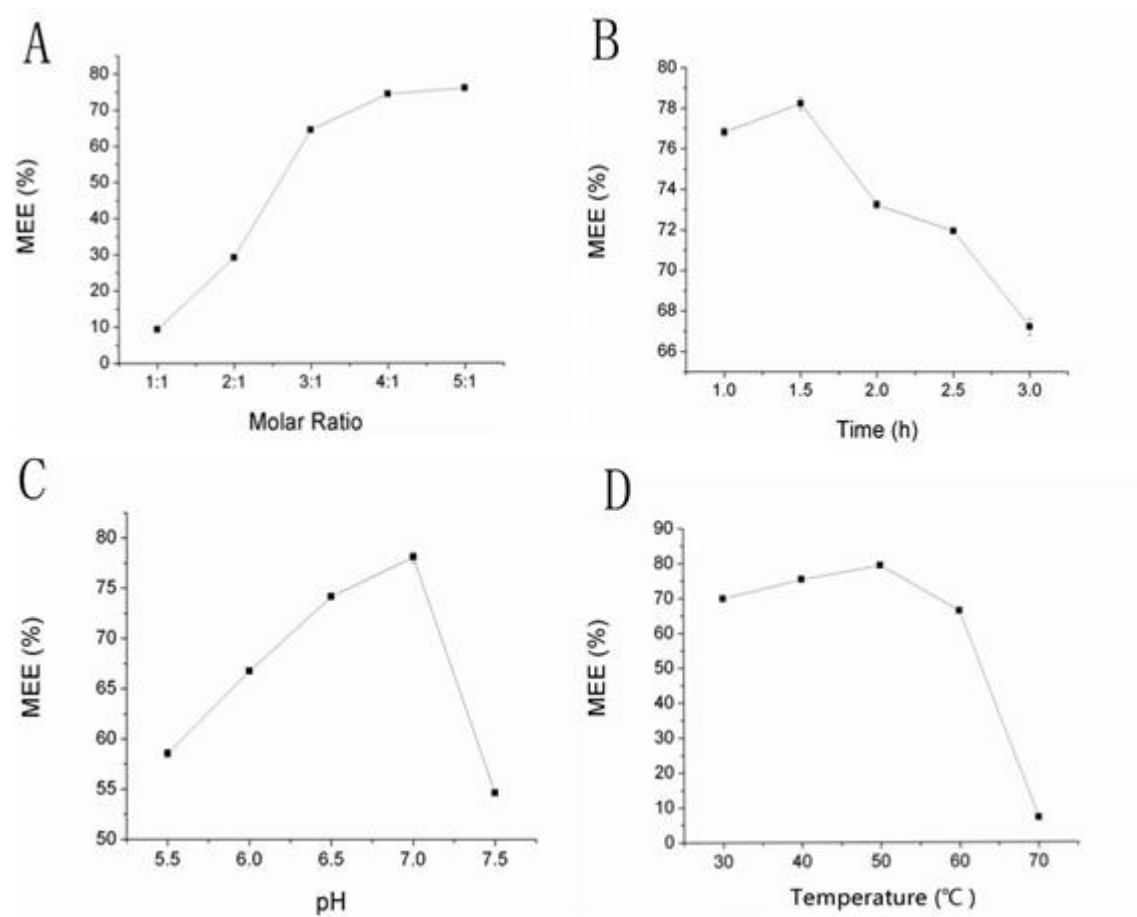 A
80
70
60
50
40
30
20
10
0
MEE (%)
1:1 2:1 3:1 4:1 5:1
Molar Ratio
B
80
78
76
74
72
70
68
66
MEE (%)
1.0 1.5 2.0 2.5 3.0
Time (h)
C
80
75
70
65
60
55
50
MEE (%)
5.5 6.0 6.5 7.0 7.5
pH
D
90
80
70
60
50
40
30
20
10
0
MEE (%)
30 40 50 60 70
Temperature (℃ )